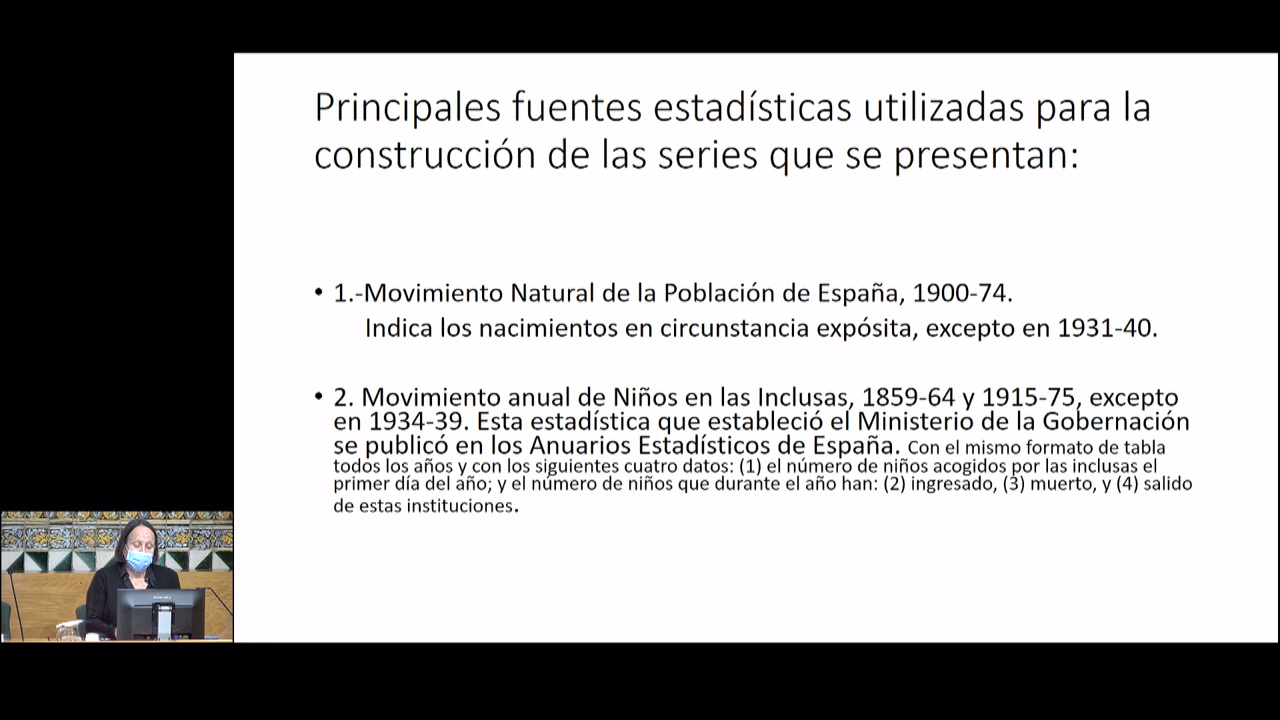 Principales fuentes estadísticas utilizadas para la
construcción de las series que se presentan:
• 1.-Movimiento Natural de la Población de España, 1900-74.
Indica los nacimientos en circunstancia expósita, excepto en 1931-40.
• 2. Movimiento anual de Niños en las Inclusas, 1859-64 y 1915-75, excepto
en 1934-39. Esta estadística que estableció el Ministerio de la Gobernación
se publicó en los Anuarios Estadísticos de España. Con el mismo formato de tabla
todos los años y con los siguientes cuatro datos: (1) el número de niños acogidos por las inclusas el
primer día del año; y el número de niños que durante el año han: (2) ingresado, (3) muerto, y (4) salido
de estas instituciones.